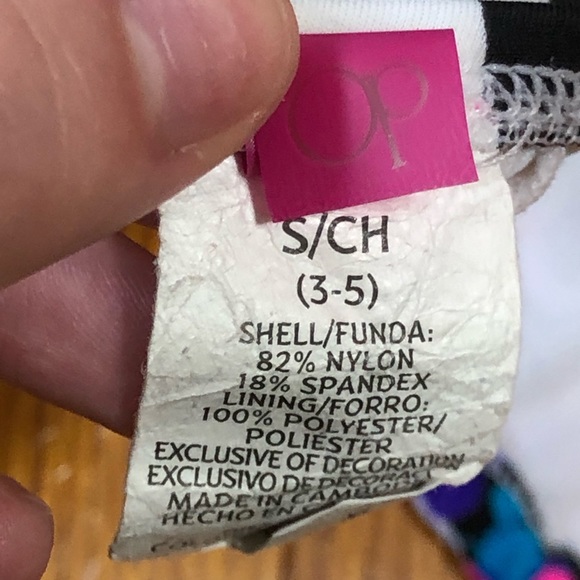 Op
S/CH
(3-5)
SHELL/FUNDA:
82% NYLON
18% SPANDEX
LINING/FORRO:
100% POLYESTER/
POLIESTER
EXCLUSIVE OF DECORATION
EXCLUSIVO DE
MADE IN
HECHO EN